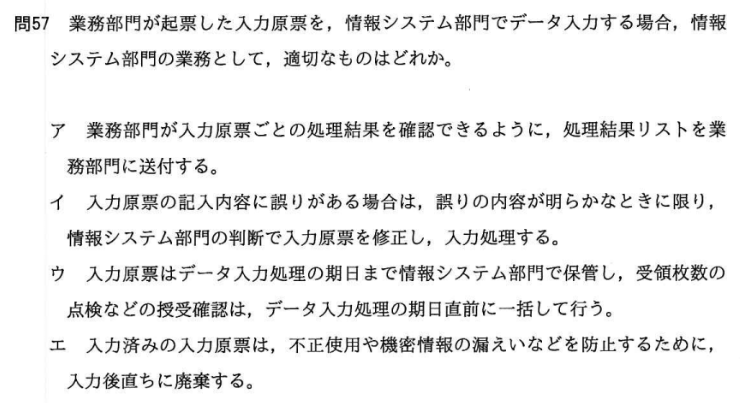 問57　業務部門が起票した入力原票を，情報システム部門でデータ入力する場合，情報
システム部門の業務として，適切なものはどれか。
ア　業務部門が入力原票ごとの処理結果を確認できるように，処理結果リストを業
務部門に送付する。
イ　入力原票の記入内容に誤りがある場合は，誤りの内容が明らかなときに限り，
情報システム部門の判断で入力原票を修正し，入力処理する。
ウ　入力原票はデータ入力処理の期日まで情報システム部門で保管し，受領枚数の
点検などの授受確認は，データ入力処理の期日直前に一括して行う。
エ　入力済みの入力原票は，不正使用や機密情報の漏えいなどを防止するために，
入力後直ちに廃棄する。